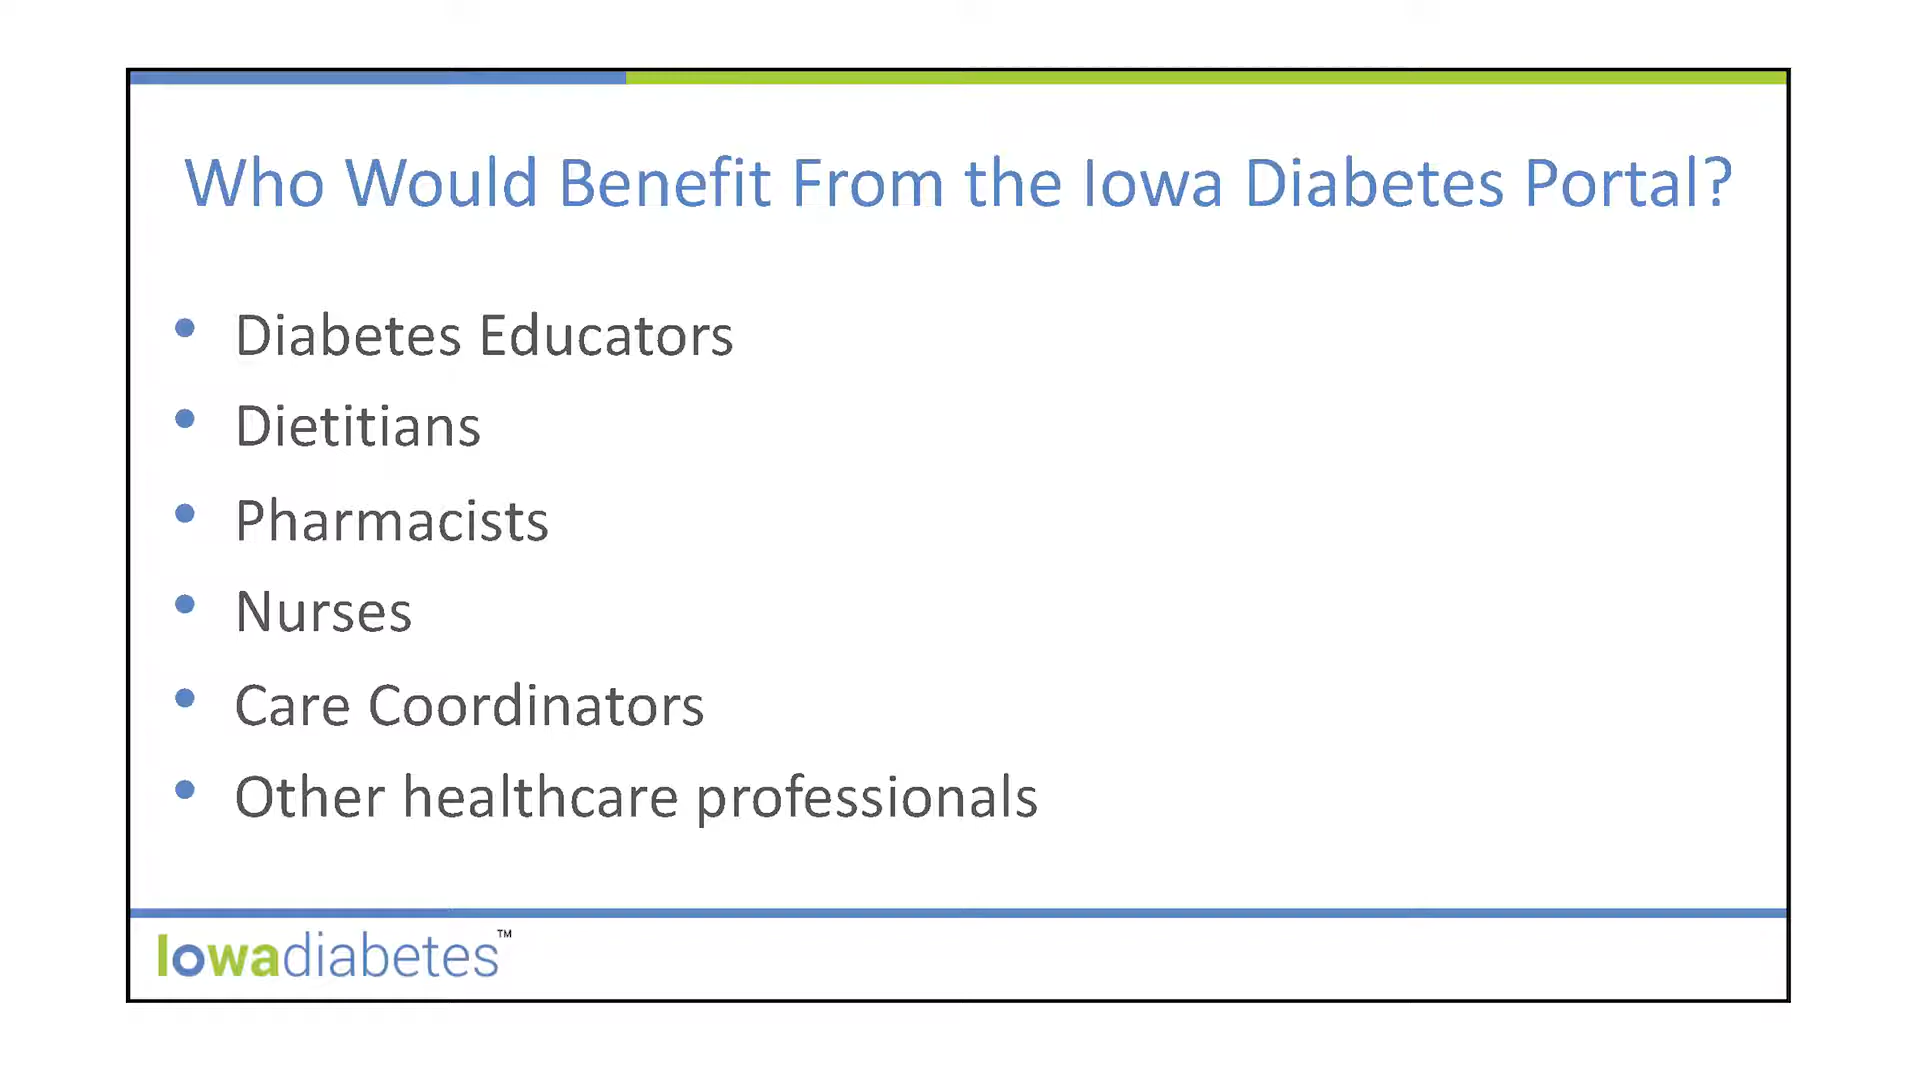 Who Would Benefit From the Iowa Diabetes Portal?
• Diabetes Educators
• Dietitians
• Pharmacists
• Nurses
• Care Coordinators
• Other healthcare professionals
Iowadiabetes™